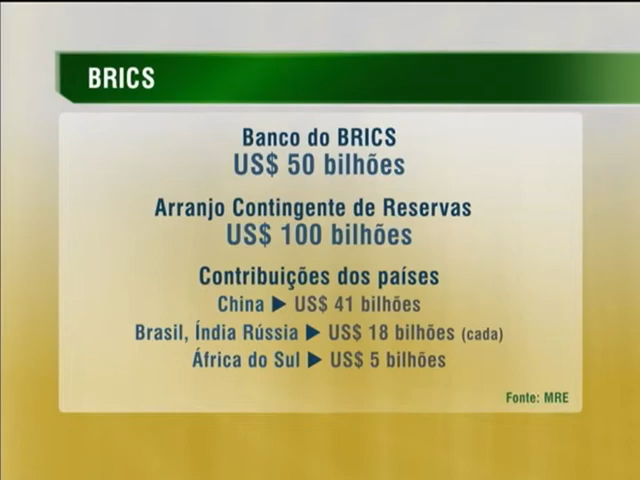 BRICS
Banco do BRICS
US$ 50 bilhões
Arranjo Contingente de Reservas
US$ 100 bilhões
Contribuições dos países
China ► US$ 41 bilhões
Brasil, Índia Rússia ► US$ 18 bilhões (cada)
África do Sul ► US$ 5 bilhões
Fonte: MRE